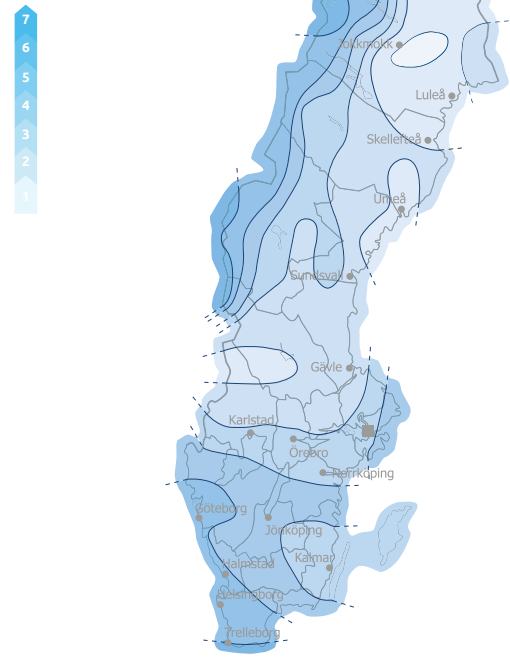 7
6
5
4
3
2
1
Jokkmokk
Luleå
Skellefteå
Umeå
Sundsvall
Gävle
Karlstad
Örebro
Norrköping
Göteborg
Jönköping
Kalmar
Halmstad
Helsingborg
Trelleborg